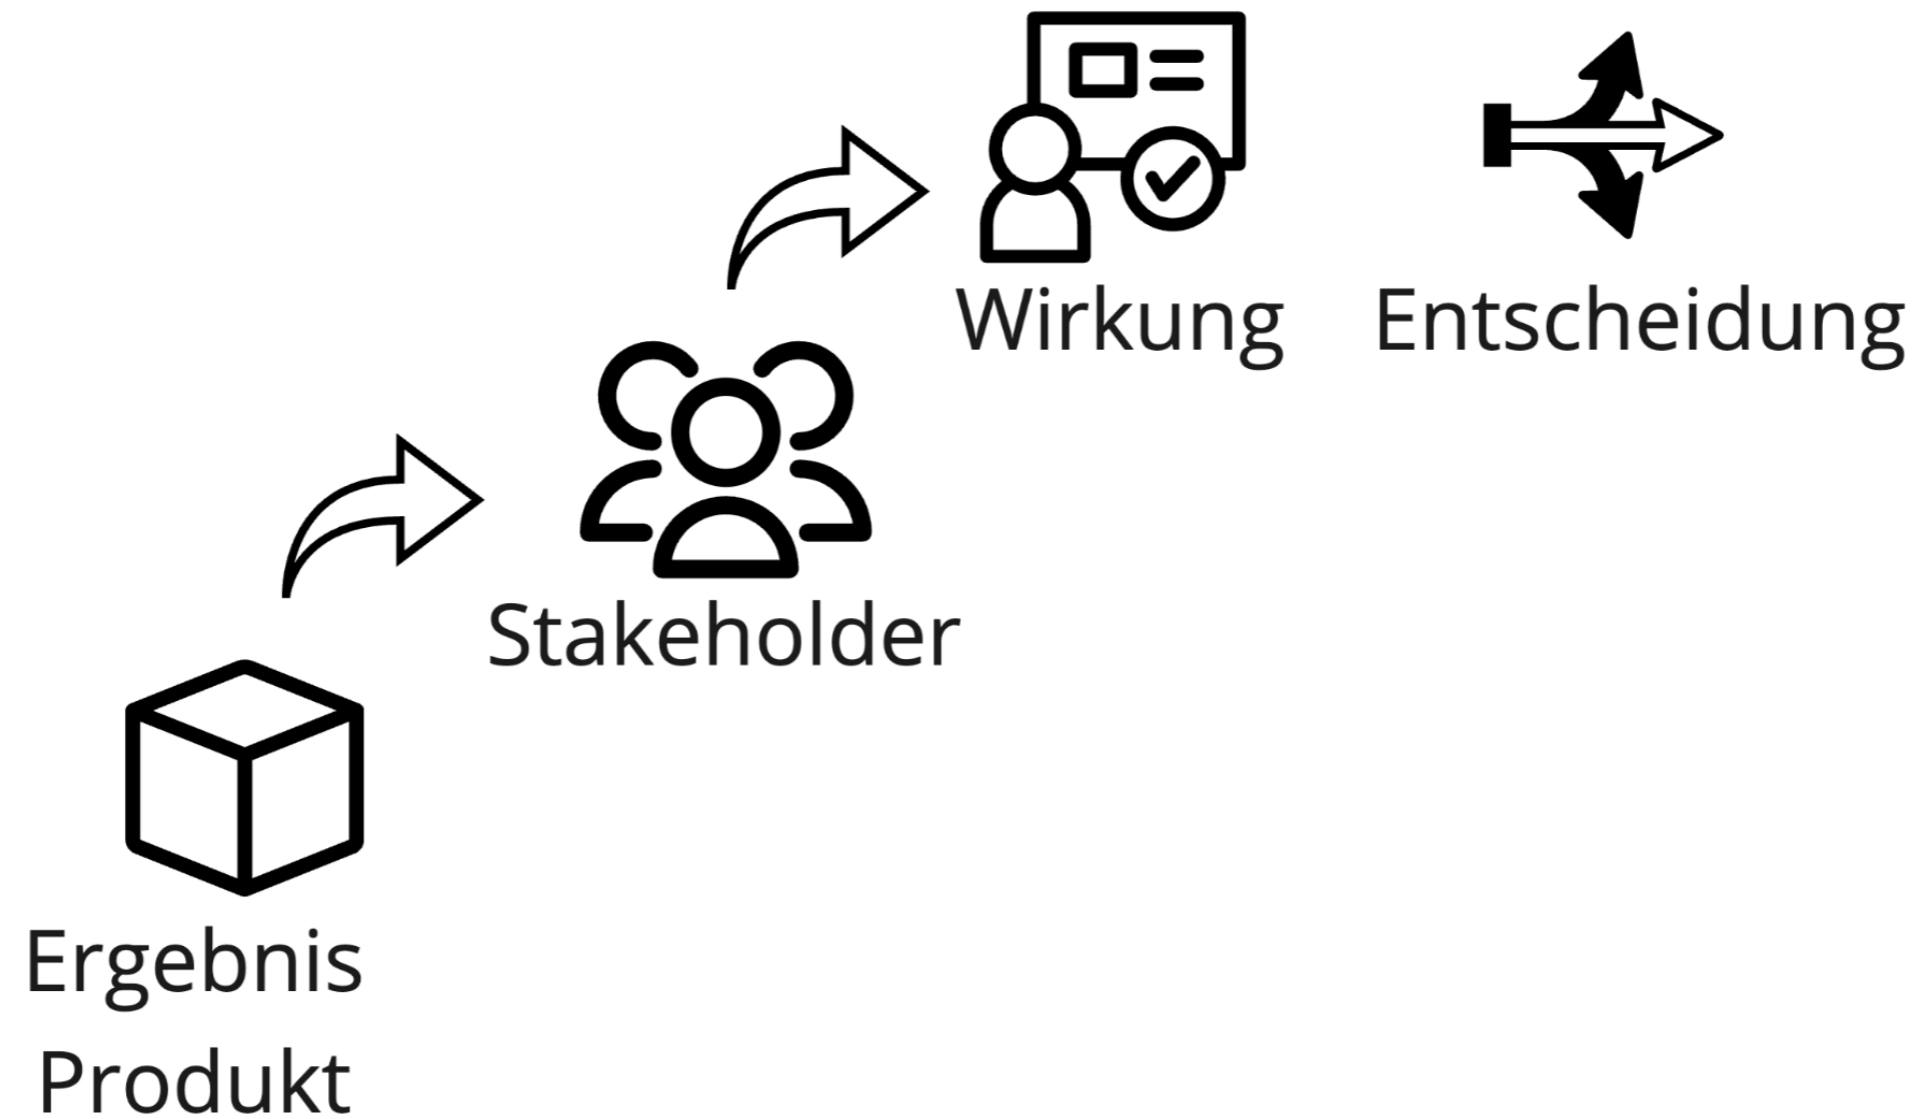 Wirkung
Entscheidung
Stakeholder
Ergebnis
Produkt